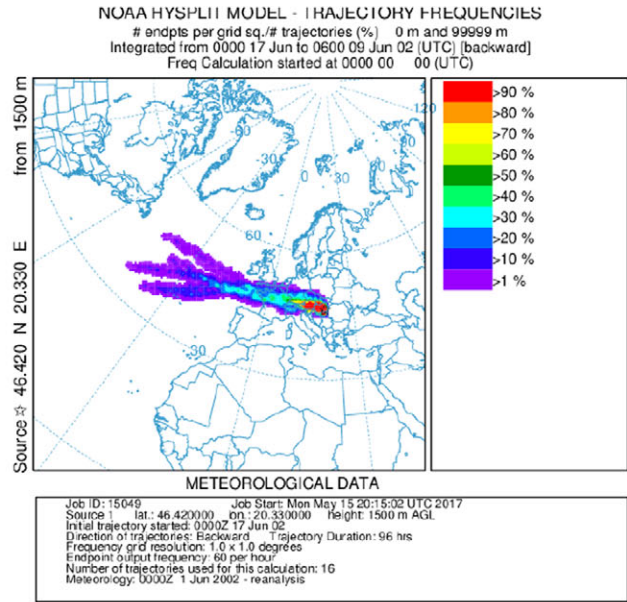 NOAA HYSPLIT MODEL - TRAJECTORY FREQUENCIES
# endpts per grid sq./# trajectories (%) 0 m and 99999 m
Integrated from 0000 17 Jun to 0600 09 Jun 02 (UTC) [backward]
Freq Calculation started at 0000 00 00 (UTC)
Source ☆ 46.420 N 20.330 E from 1500 m
>90 %
>80 %
>70 %
>60 %
>50 %
>40 %
>30 %
>20 %
>10 %
>1 %
120
60
-30
0
30
60
-30
METEOROLOGICAL DATA
Job ID: 15049 Job Start: Mon May 15 20:15:02 UTC 2017
Source 1 lat.: 46.420000 lon.: 20.330000 height: 1500 m AGL
Initial trajectory started: 0000Z 17 Jun 02
Direction of trajectories: Backward Trajectory Duration: 96 hrs
Frequency grid resolution: 1.0 x 1.0 degrees
Endpoint output frequency: 60 per hour
Number of trajectories used for this calculation: 16
Meteorology: 0000Z 1 Jun 2002 - reanalysis